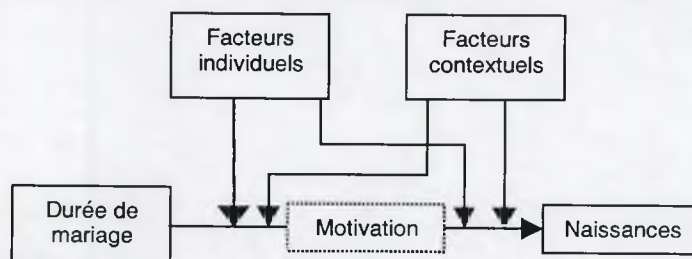 Facteurs
individuels
Facteurs
contextuels
Durée de
mariage
Motivation
Naissances